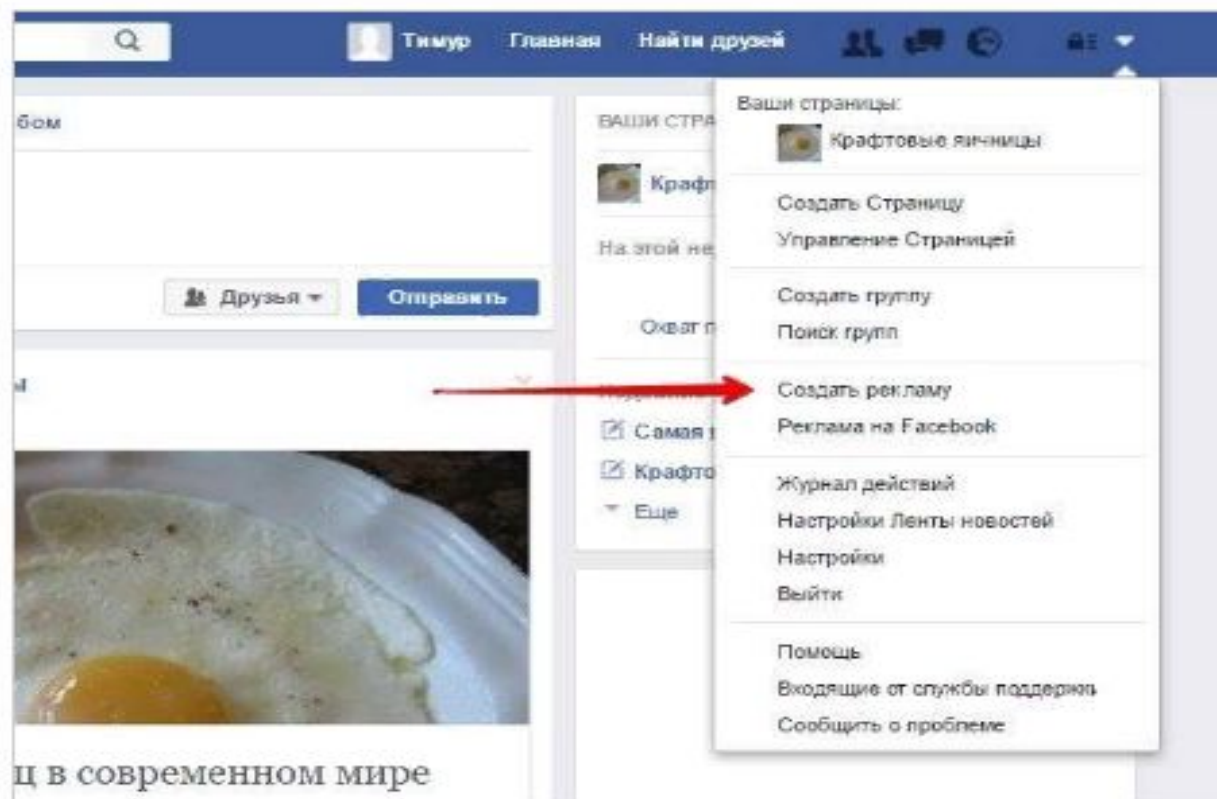 Тимур Главная Найти друзей
бом
Друзья
Отправить
ы
ц в современном мире
ВАШИ СТРА
Крафт
На этой не
Охват п
Самая
Крафто
Еще
Ваши страницы:
Крафтовые яичницы
Создать Страницу
Управление Страницей
Создать группу
Поиск групп
Создать рекламу
Реклама на Facebook
Журнал действий
Настройки Ленты новостей
Настройки
Выйти
Помощь
Входящие от службы поддержки
Сообщить о проблеме